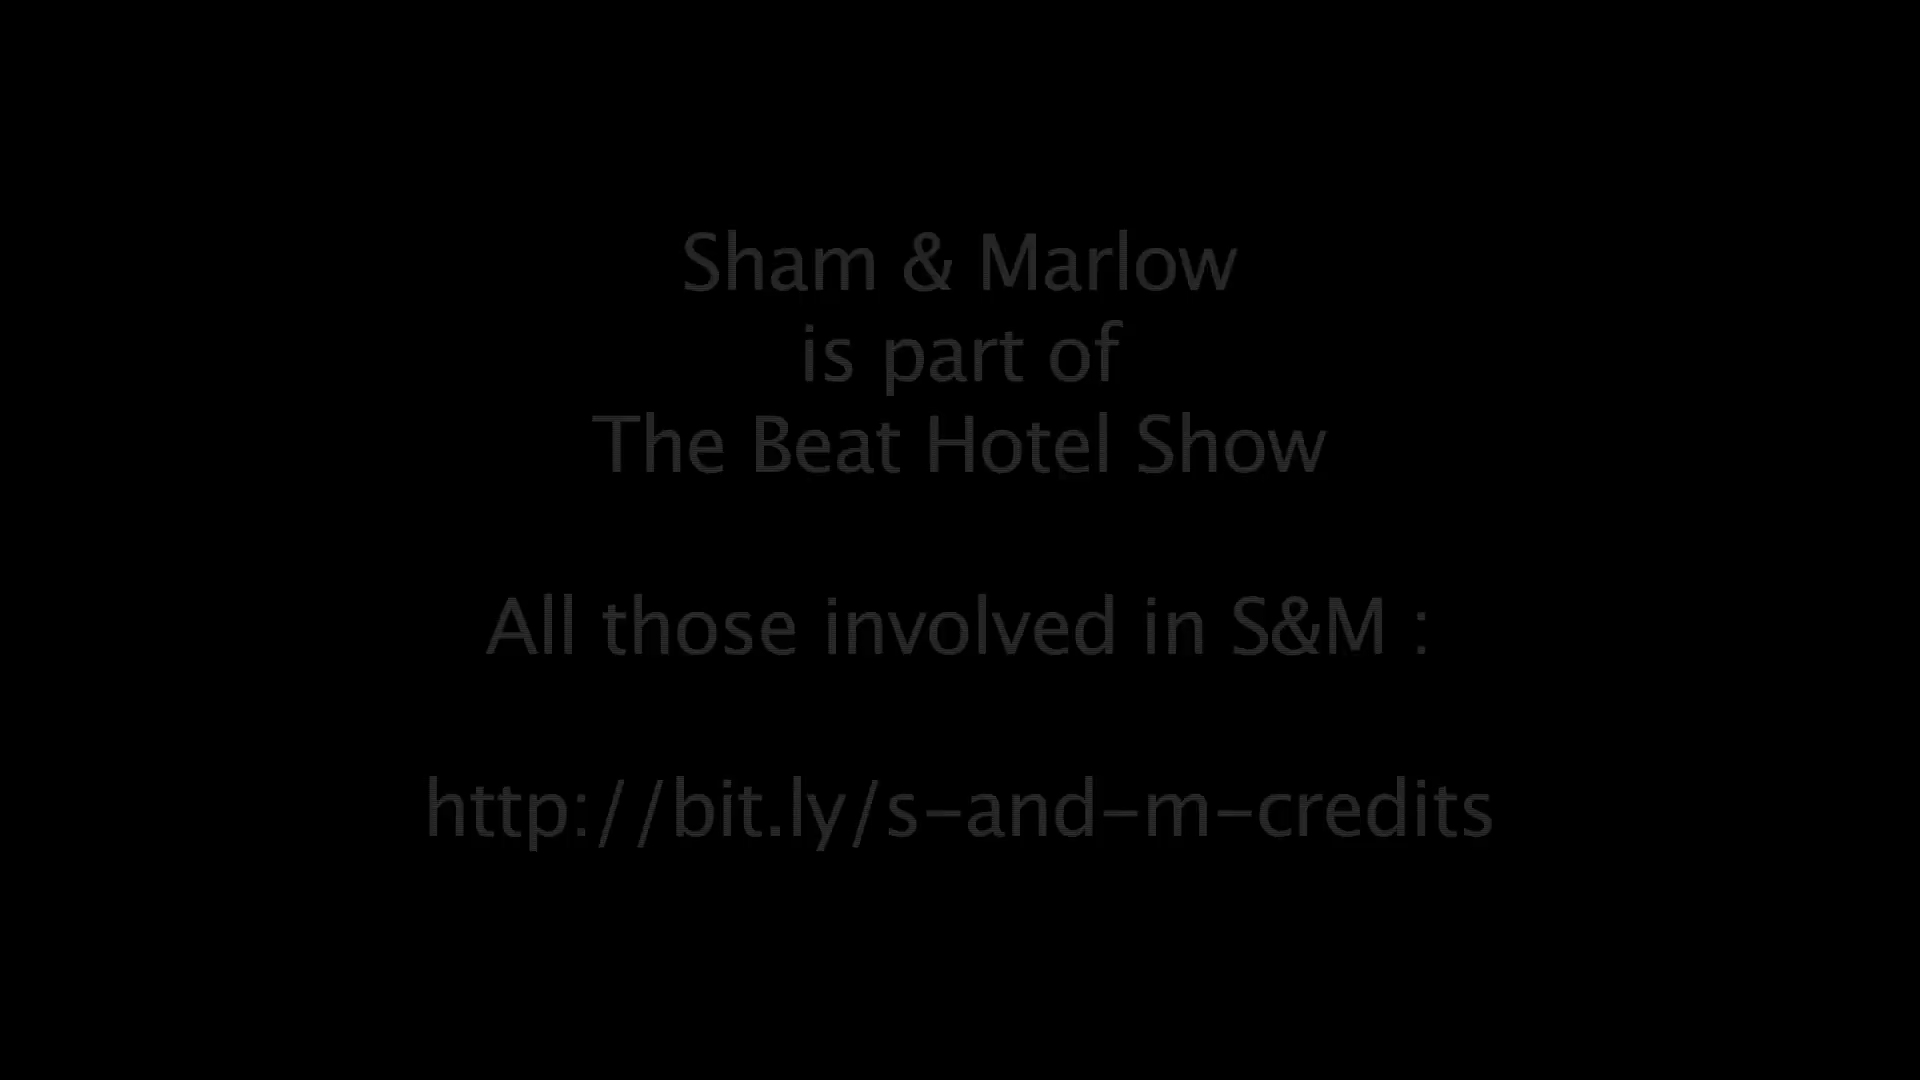 Sham & Marlow
is part of
The Beat Hotel Show
All those involved in S&M :
http://bit.ly/s-and-m-credits